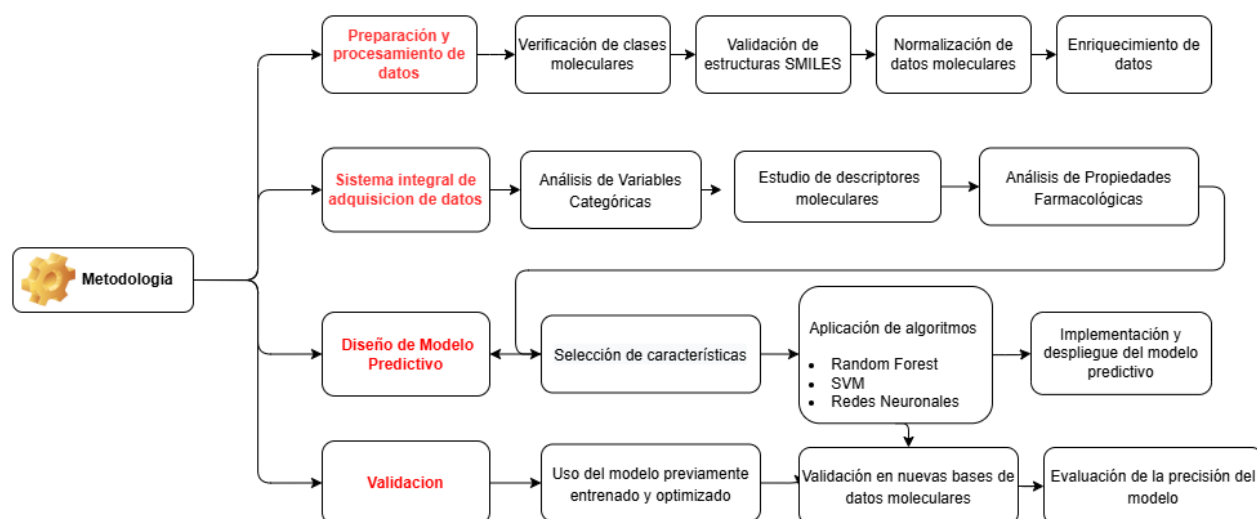 Preparación y
procesamiento de
datos
Verificación de clases
moleculares
Validación de
estructuras SMILES
Normalización de
datos moleculares
Enriquecimiento de
datos
Sistema integral de
adquisicion de datos
Análisis de Variables
Categóricas
Estudio de descriptores
moleculares
Análisis de Propiedades
Farmacológicas
Metodologia
Diseño de Modelo
Predictivo
Selección de características
Aplicación de algoritmos
• Random Forest
• SVM
• Redes Neuronales
Implementación y
despliegue del modelo
predictivo
Validacion
Uso del modelo previamente
entrenado y optimizado
Validación en nuevas bases de
datos moleculares
Evaluación de la precisión del
modelo